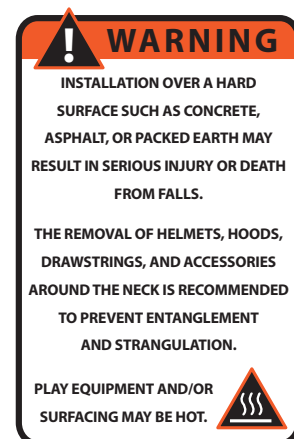 WARNING
INSTALLATION OVER A HARD
SURFACE SUCH AS CONCRETE,
ASPHALT, OR PACKED EARTH MAY
RESULT IN SERIOUS INJURY OR DEATH
FROM FALLS.
THE REMOVAL OF HELMETS, HOODS,
DRAWSTRINGS, AND ACCESSORIES
AROUND THE NECK IS RECOMMENDED
TO PREVENT ENTANGLEMENT
AND STRANGULATION.
PLAY EQUIPMENT AND/OR
SURFACING MAY BE HOT.